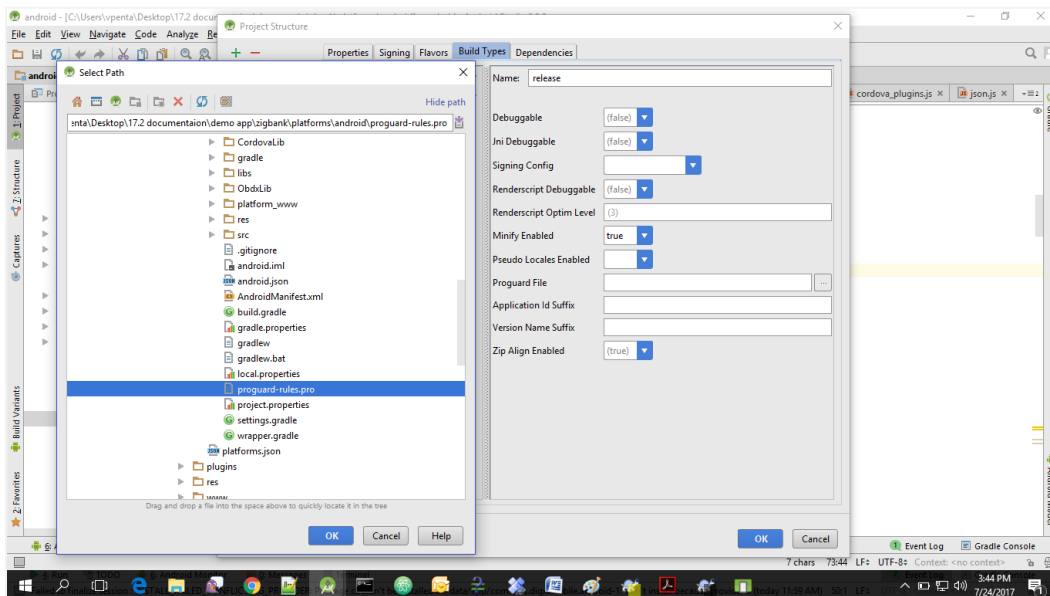 android - [C:\Users\vpenta\Desktop\17.2 documentaion
Project Structure
File Edit View Navigate Code Analyze Re
Properties Signing Flavors Build Types Dependencies
Select Path
Hide path
:nta\Desktop\17.2 documentaion\demo app\zigbank\platforms\android\proguard-rules.pro
CordovaLib
gradle
libs
ObdxLib
platform_www
res
src
.gitignore
android.iml
android.json
AndroidManifest.xml
build.gradle
gradle.properties
gradlew
gradlew.bat
local.properties
proguard-rules.pro
project.properties
settings.gradle
wrapper.gradle
platforms.json
plugins
res
www
Drag and drop a file into the space above to quickly locate it in the tree
OK Cancel Help
Name: release
Debuggable (false)
Jni Debuggable (false)
Signing Config
Renderscript Debuggable (false)
Renderscript Optim Level (3)
Minify Enabled true
Pseudo Locales Enabled
Proguard File ...
Application Id Suffix
Version Name Suffix
Zip Align Enabled (true)
OK Cancel
cordova_plugins.js json.js
1: Project
Z: Structure
Captures
Build Variants
2: Favorites
Event Log Gradle Console
7 chars 73:44 LF UTF-8 Context: <no context>
3:44 PM
7/24/2017